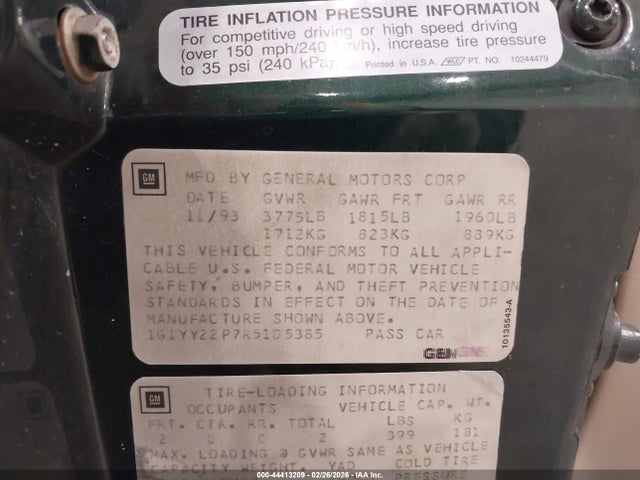 TIRE INFLATION PRESSURE INFORMATION
For competitive driving or high speed driving
(over 150 mph/240 km/h), increase tire pressure
to 35 psi (240 kPa). Printed in U.S.A. PT. NO. 10244479
GM MFD BY GENERAL MOTORS CORP
DATE GVWR GAWR FRT GAWR RR
11/93 3775LB 1815LB 1960LB
1712KG 823KG 889KG
THIS VEHICLE CONFORMS TO ALL APPLI-
CABLE U.S. FEDERAL MOTOR VEHICLE
SAFETY, BUMPER, AND THEFT PREVENTION
STANDARDS IN EFFECT ON THE DATE OF
MANUFACTURE SHOWN ABOVE.
1G1YY22P7R5105385 PASS CAR
10135543-A
GM TIRE-LOADING INFORMATION
OCCUPANTS VEHICLE CAP. WT.
FRT. CTR. RR. TOTAL LBS KG
2 0 0 2 399 181
MAX. LOADING @ GVWR SAME AS VEHICLE
CAPACITY WEIGHT. COLD TIRE
PRESSURE
000-44413209 - 02/26/2026 - IAAI HOLDINGS, LLC